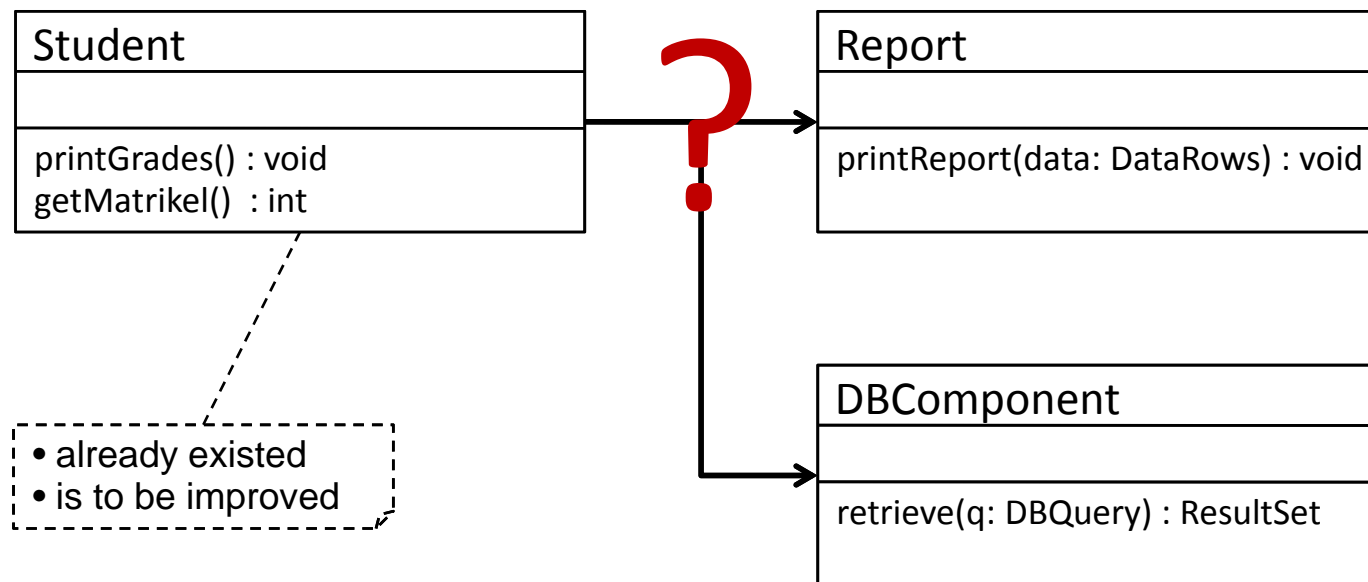 Student
printGrades() : void
getMatrikel()  : int
?
Report
printReport(data: DataRows) : void
• already existed
• is to be improved
DBComponent
retrieve(q: DBQuery) : ResultSet